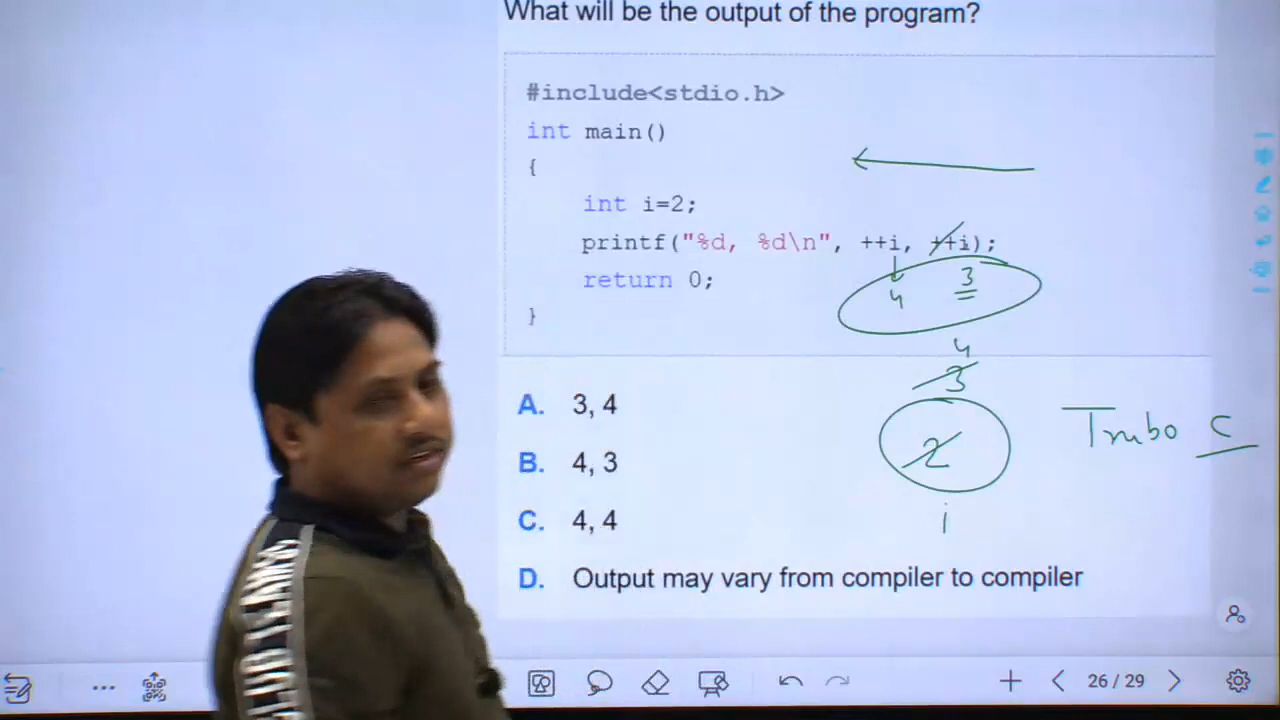 What will be the output of the program?
#include<stdio.h>
int main()
{
int i=2;
printf("%d, %d\n", ++i, ++i);
4 3
return 0;
}
4
3
A. 3, 4
2
Trubo C
B. 4, 3
i
C. 4, 4
D. Output may vary from compiler to compiler
26 / 29